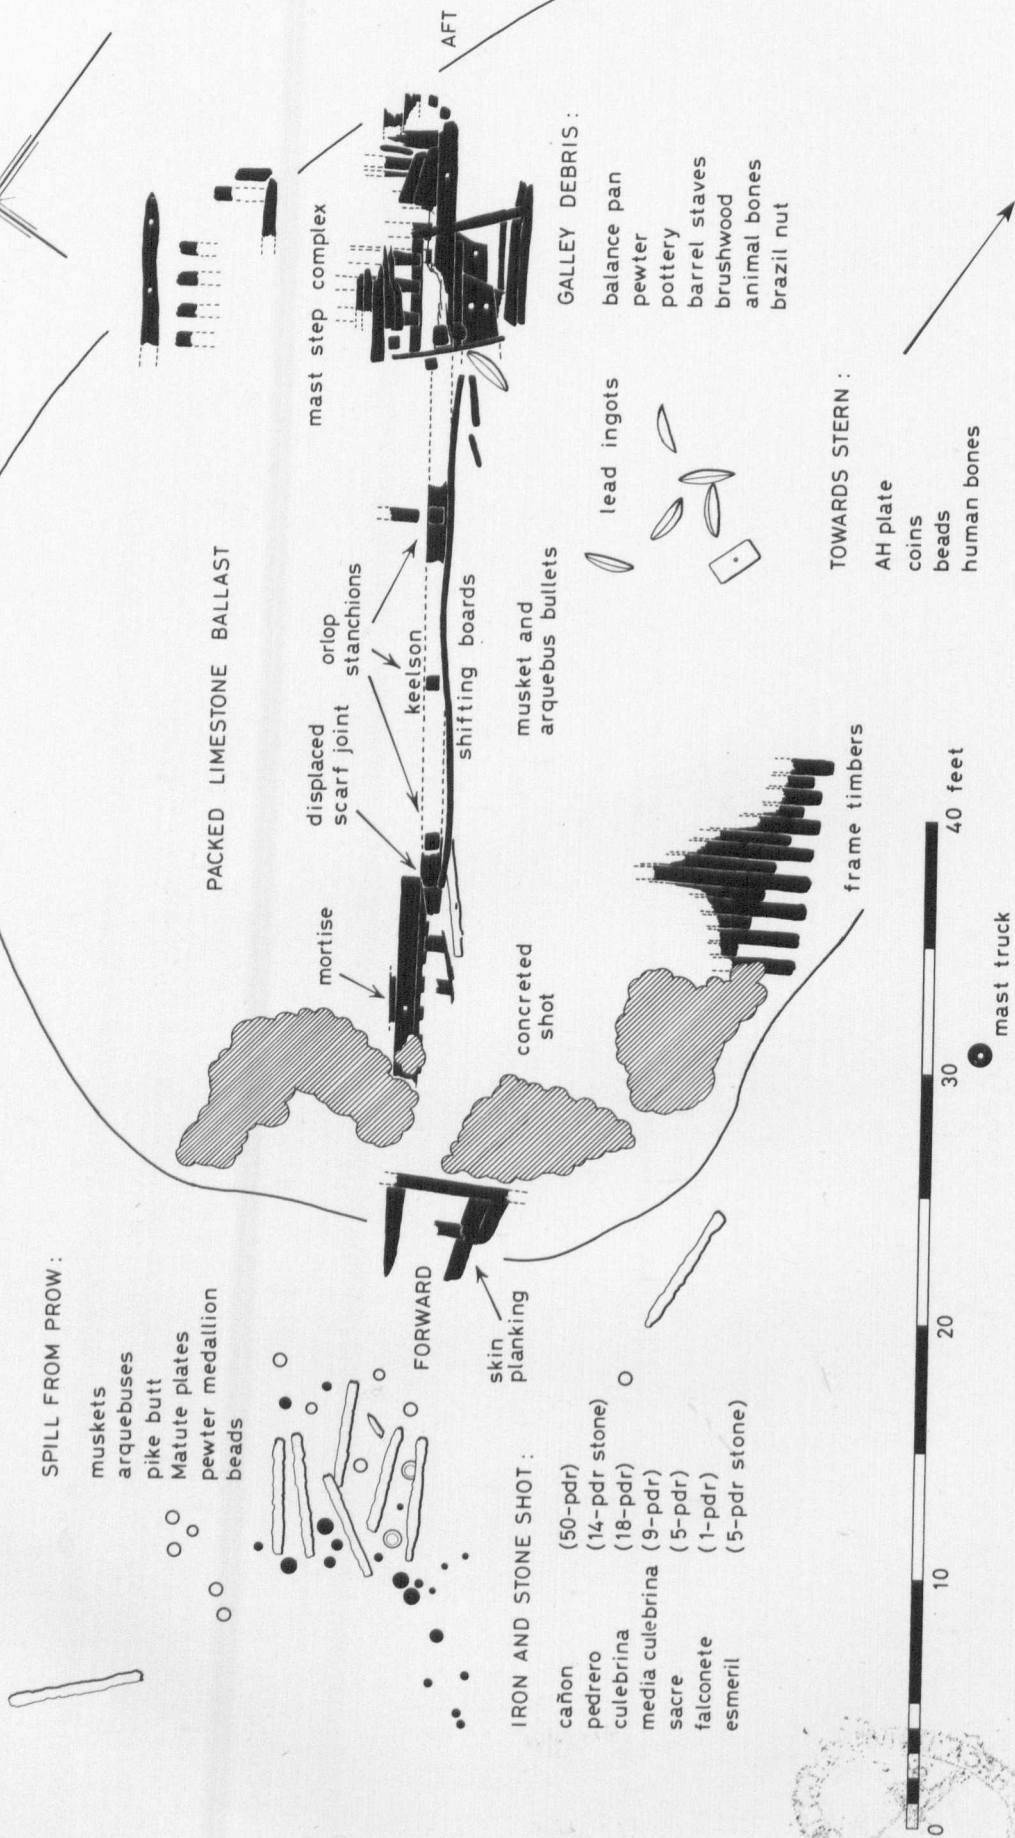 SPILL FROM PROW:
muskets
arquebuses
pike butt
Matute plates
pewter medallion
beads
PACKED LIMESTONE BALLAST
mast step complex
AFT
mortise
displaced
scarf joint
orlop
stanchions
keelson
shifting boards
FORWARD
skin
planking
concreted
shot
musket and
arquebus bullets
lead ingots
GALLEY DEBRIS:
balance pan
pewter
pottery
barrel staves
brushwood
animal bones
brazil nut
IRON AND STONE SHOT:
cañon (50-pdr)
pedrero (14-pdr stone)
culebrina (18-pdr)
media culebrina (9-pdr)
sacre (5-pdr)
falconete (1-pdr)
esmeril (5-pdr stone)
frame timbers
TOWARDS STERN:
AH plate
coins
beads
human bones
0 10 20 30 40 feet
mast truck